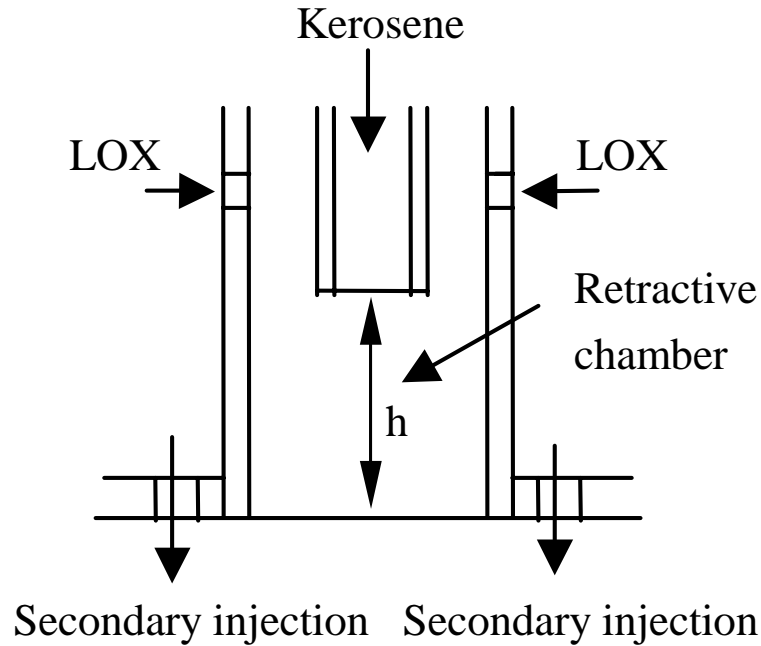 Kerosene
LOX
LOX
Retractive
chamber
h
Secondary injection
Secondary injection